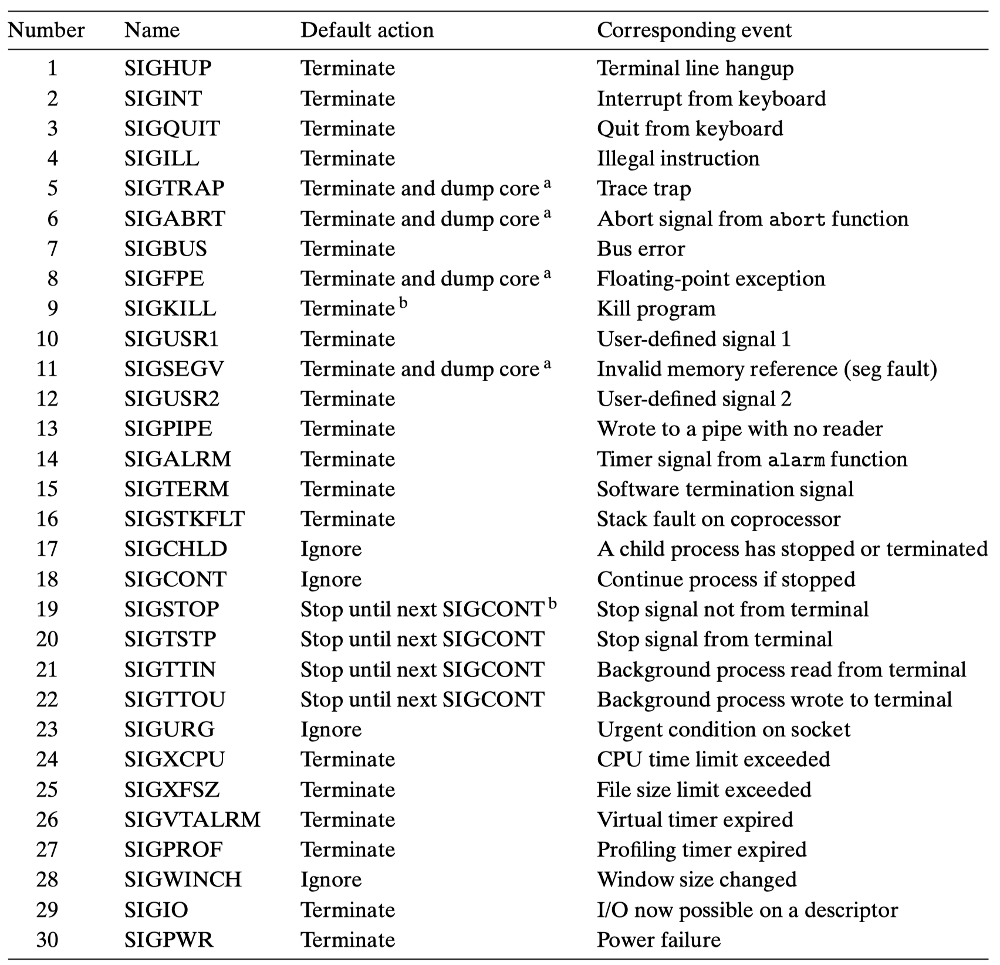 Number Name Default action Corresponding event
1 SIGHUP Terminate Terminal line hangup
2 SIGINT Terminate Interrupt from keyboard
3 SIGQUIT Terminate Quit from keyboard
4 SIGILL Terminate Illegal instruction
5 SIGTRAP Terminate and dump core a Trace trap
6 SIGABRT Terminate and dump core a Abort signal from abort function
7 SIGBUS Terminate Bus error
8 SIGFPE Terminate and dump core a Floating-point exception
9 SIGKILL Terminate b Kill program
10 SIGUSR1 Terminate User-defined signal 1
11 SIGSEGV Terminate and dump core a Invalid memory reference (seg fault)
12 SIGUSR2 Terminate User-defined signal 2
13 SIGPIPE Terminate Wrote to a pipe with no reader
14 SIGALRM Terminate Timer signal from alarm function
15 SIGTERM Terminate Software termination signal
16 SIGSTKFLT Terminate Stack fault on coprocessor
17 SIGCHLD Ignore A child process has stopped or terminated
18 SIGCONT Ignore Continue process if stopped
19 SIGSTOP Stop until next SIGCONT b Stop signal not from terminal
20 SIGTSTP Stop until next SIGCONT Stop signal from terminal
21 SIGTTIN Stop until next SIGCONT Background process read from terminal
22 SIGTTOU Stop until next SIGCONT Background process wrote to terminal
23 SIGURG Ignore Urgent condition on socket
24 SIGXCPU Terminate CPU time limit exceeded
25 SIGXFSZ Terminate File size limit exceeded
26 SIGVTALRM Terminate Virtual timer expired
27 SIGPROF Terminate Profiling timer expired
28 SIGWINCH Ignore Window size changed
29 SIGIO Terminate I/O now possible on a descriptor
30 SIGPWR Terminate Power failure